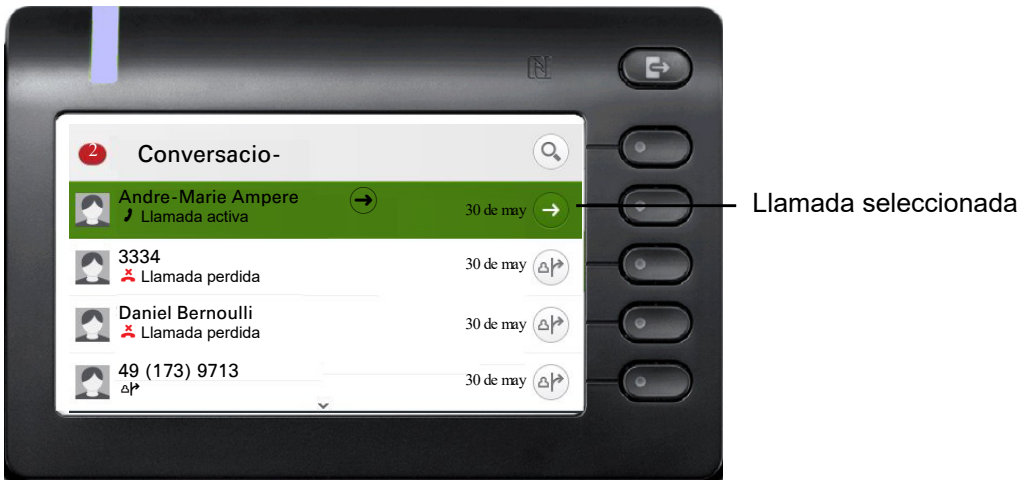 2 Conversacio-
Andre-Marie Ampere
Llamada activa 30 de may
Llamada seleccionada
3334
Llamada perdida 30 de may
Daniel Bernoulli
Llamada perdida 30 de may
49 (173) 9713 30 de may